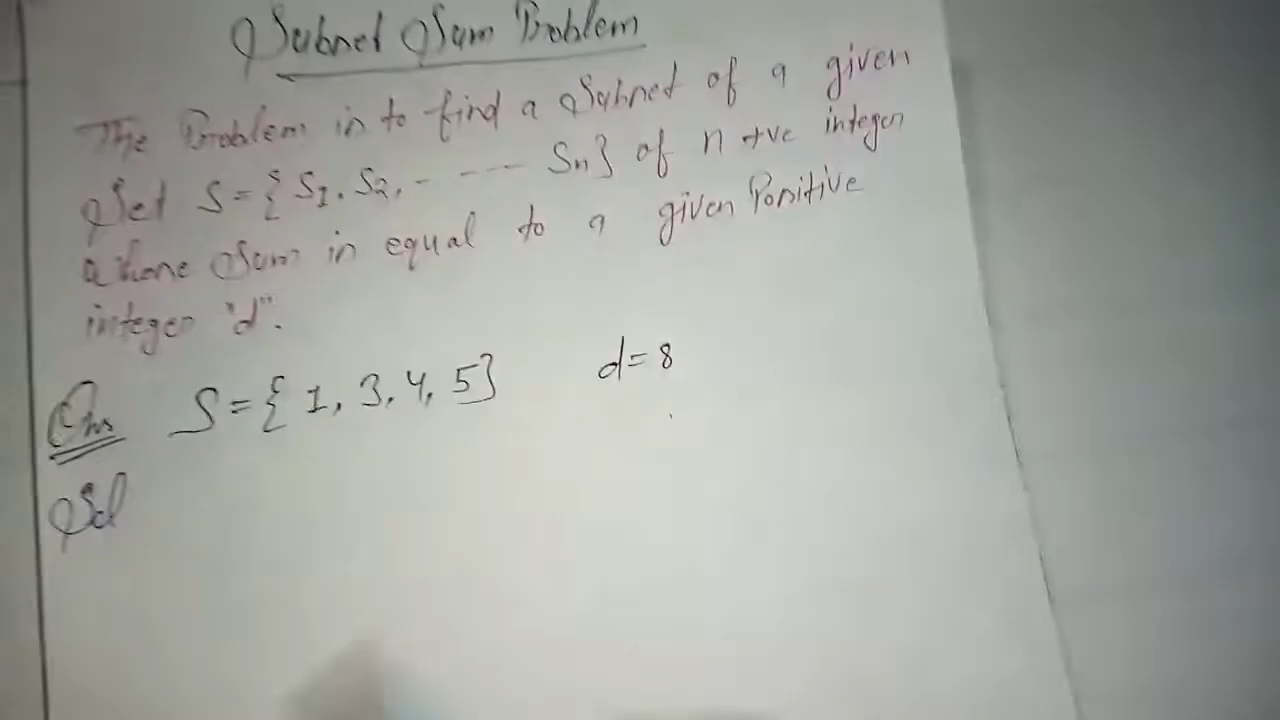 Subset Sum Problem
The Problem is to find a Subset of a given
Set S = { S1, S2, - - --- Sn} of n +ve integer
whose Sum is equal to a given Positive
integer "d".
Qns S = { 1, 3, 4, 5} d = 8
Sol